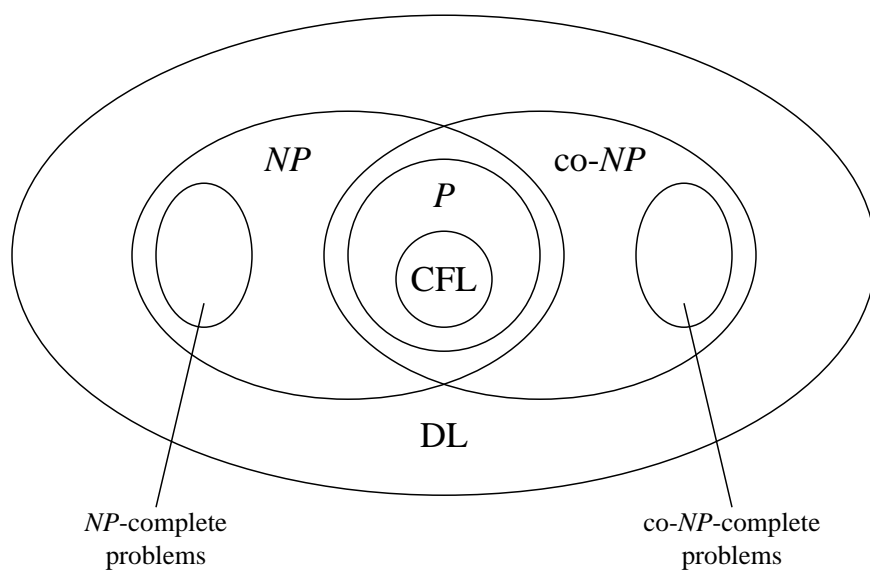 NP
co-NP
P
CFL
DL
NP-complete
problems
co-NP-complete
problems